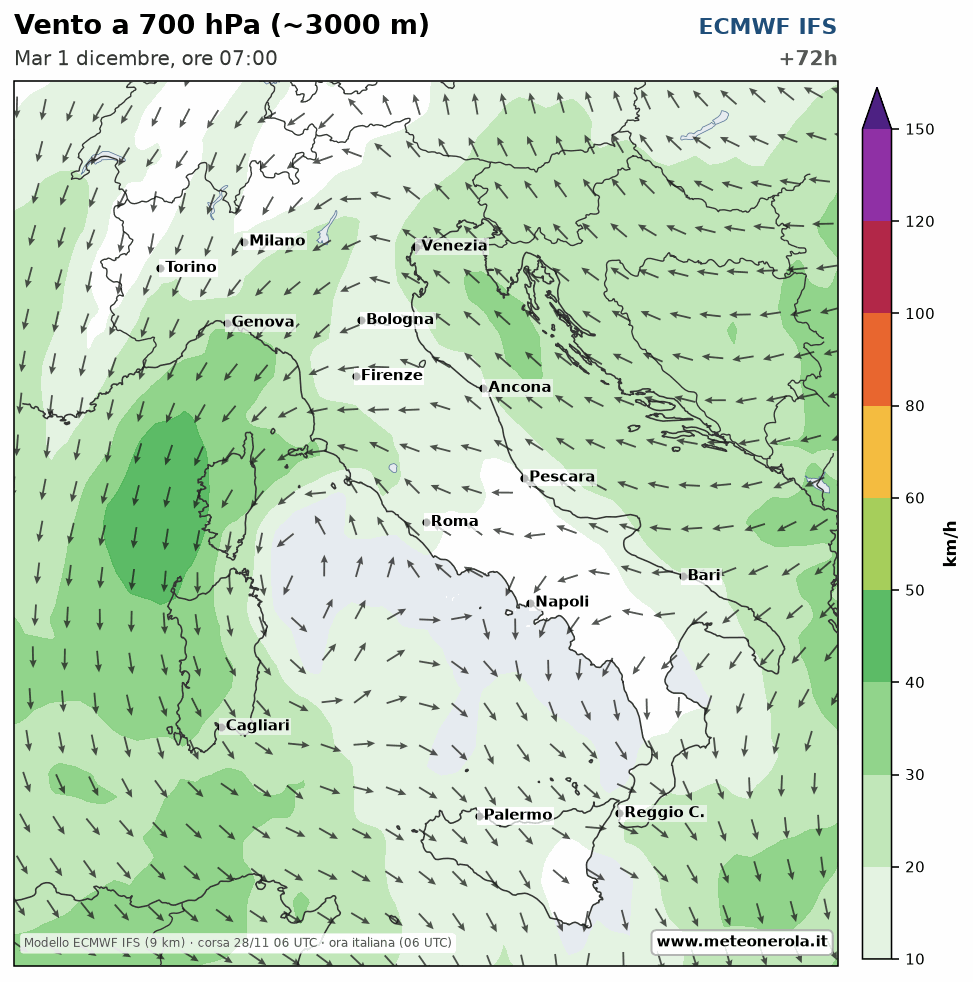 Vento a 700 hPa (~3000 m)
ECMWF IFS
Mar 1 dicembre, ore 07:00
+72h
Milano
Venezia
Torino
Genova
Bologna
Firenze
Ancona
Pescara
Roma
Bari
Napoli
Cagliari
Palermo
Reggio C.
150
120
100
80
60
50
40
30
20
10
km/h
Modello ECMWF IFS (9 km) · corsa 28/11 06 UTC · ora italiana (06 UTC)
www.meteonerola.it